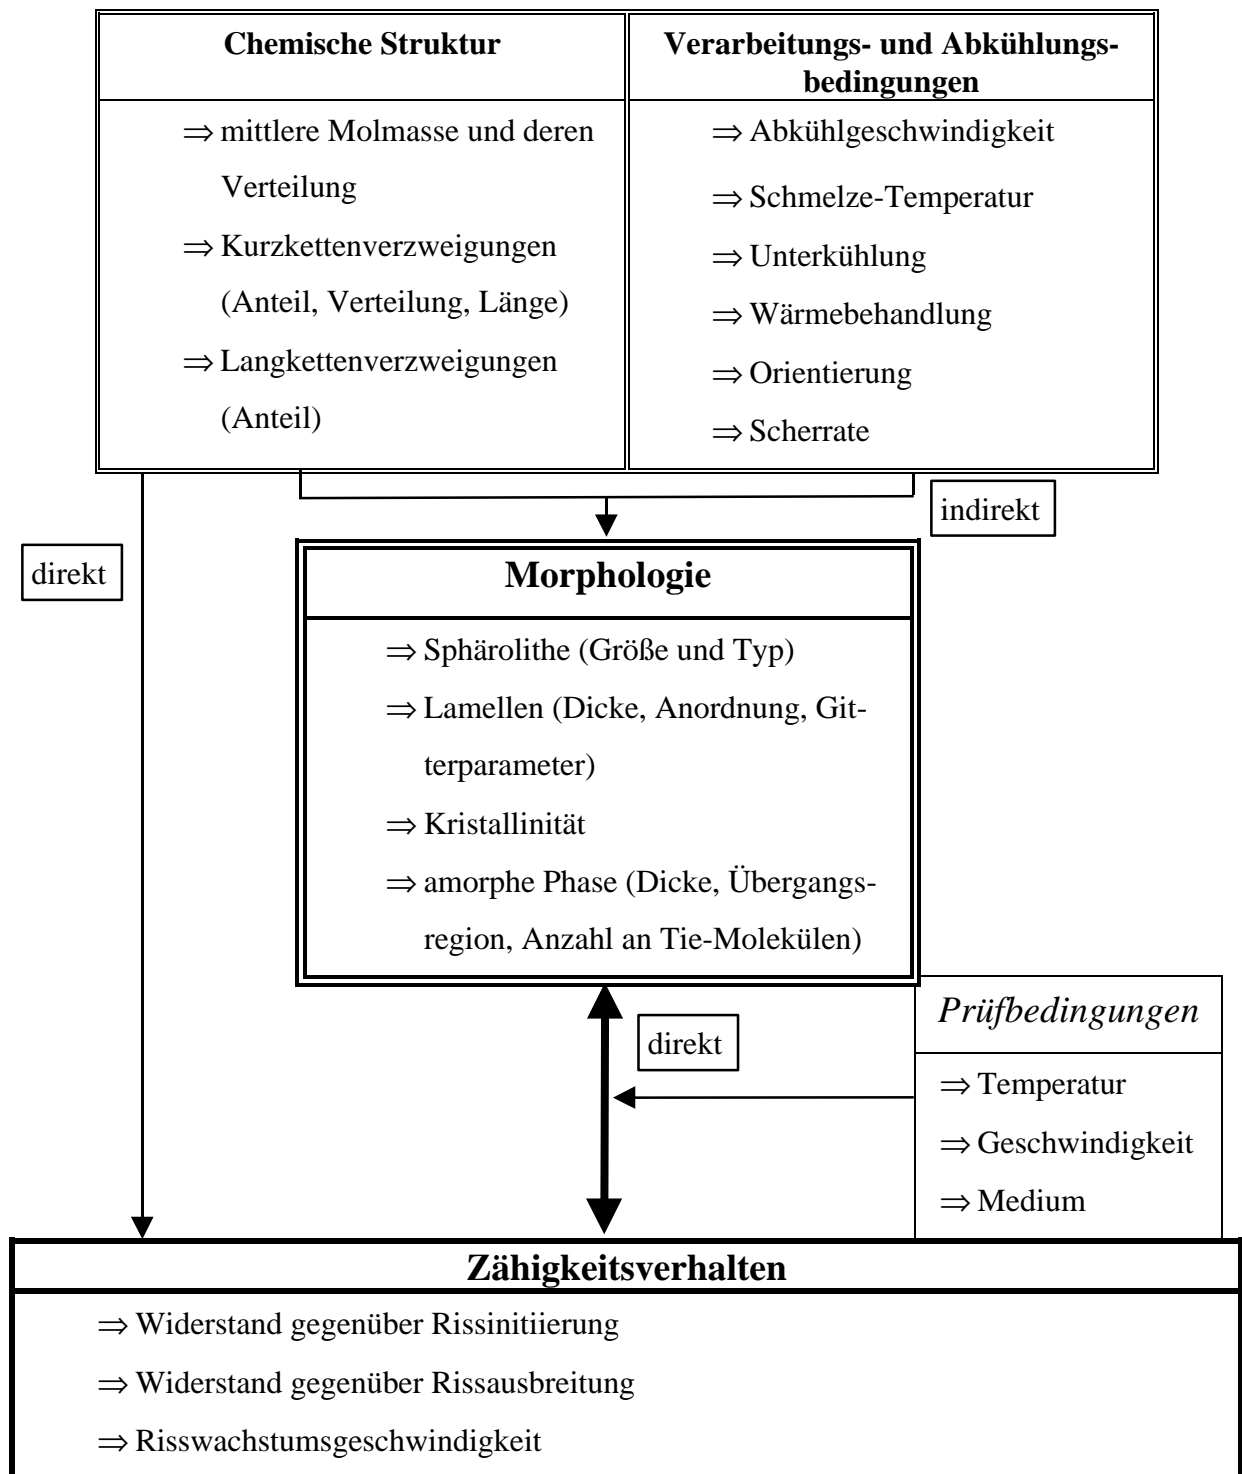 Chemische Struktur
⇒ mittlere Molmasse und deren
Verteilung
⇒ Kurzkettenverzweigungen
(Anteil, Verteilung, Länge)
⇒ Langkettenverzweigungen
(Anteil)
Verarbeitungs- und Abkühlungs-
bedingungen
⇒ Abkühlgeschwindigkeit
⇒ Schmelze-Temperatur
⇒ Unterkühlung
⇒ Wärmebehandlung
⇒ Orientierung
⇒ Scherrate
indirekt
direkt
Morphologie
⇒ Sphärolithe (Größe und Typ)
⇒ Lamellen (Dicke, Anordnung, Git-
terparameter)
⇒ Kristallinität
⇒ amorphe Phase (Dicke, Übergangs-
region, Anzahl an Tie-Molekülen)
direkt
Prüfbedingungen
⇒ Temperatur
⇒ Geschwindigkeit
⇒ Medium
Zähigkeitsverhalten
⇒ Widerstand gegenüber Rissinitiierung
⇒ Widerstand gegenüber Rissausbreitung
⇒ Risswachstumsgeschwindigkeit